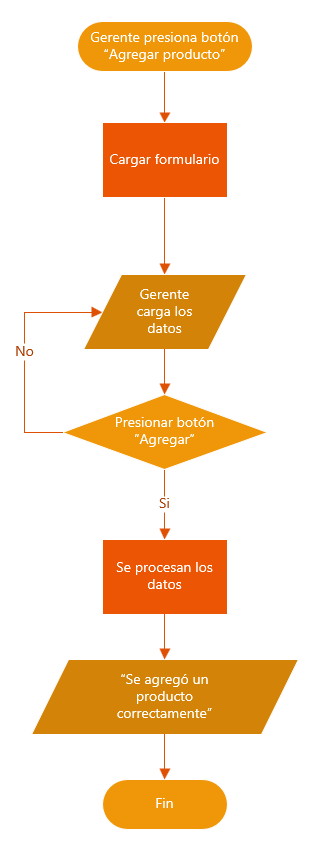 Gerente presiona botón
“Agregar producto”
Cargar formulario
Gerente
carga los
datos
No
Presionar botón
“Agregar”
Si
Se procesan los
datos
“Se agregó un
producto
correctamente”
Fin